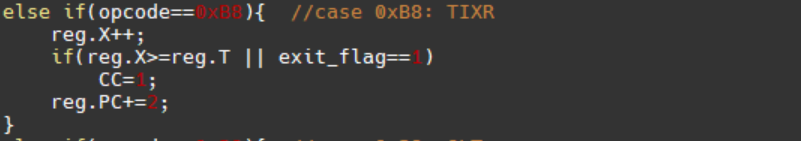 else if(opcode==0xB8){  //case 0xB8: TIXR
    reg.X++;
    if(reg.X>=reg.T || exit_flag==1)
        CC=1;
    reg.PC+=2;
}